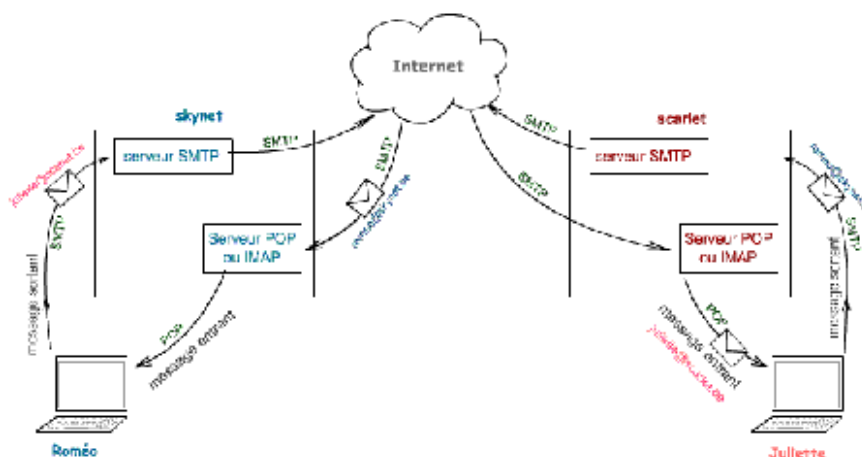 Internet
skynet
scarlet
serveur SMTP
SMTP
SMTP
SMTP
SMTP
serveur SMTP
SMTP
SMTP
Serveur POP
ou IMAP
Serveur POP
ou IMAP
message sortant
POP
message entrant
POP
message entrant
message sortant
Roméo
Juliette